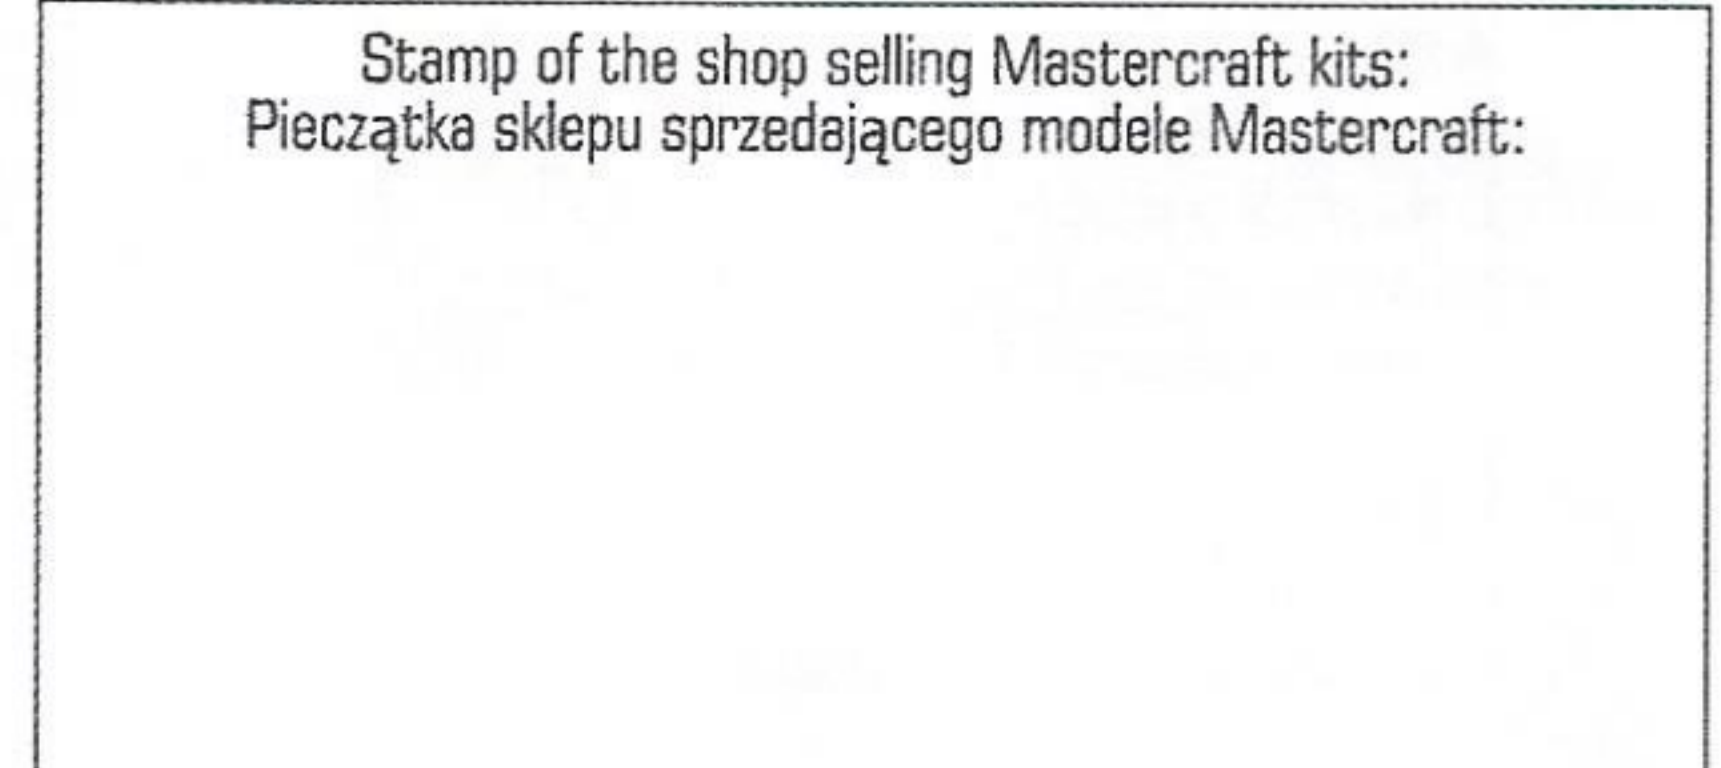 Stamp of the shop selling Mastercraft kits:
Pieczątka sklepu sprzedającego modele Mastercraft: